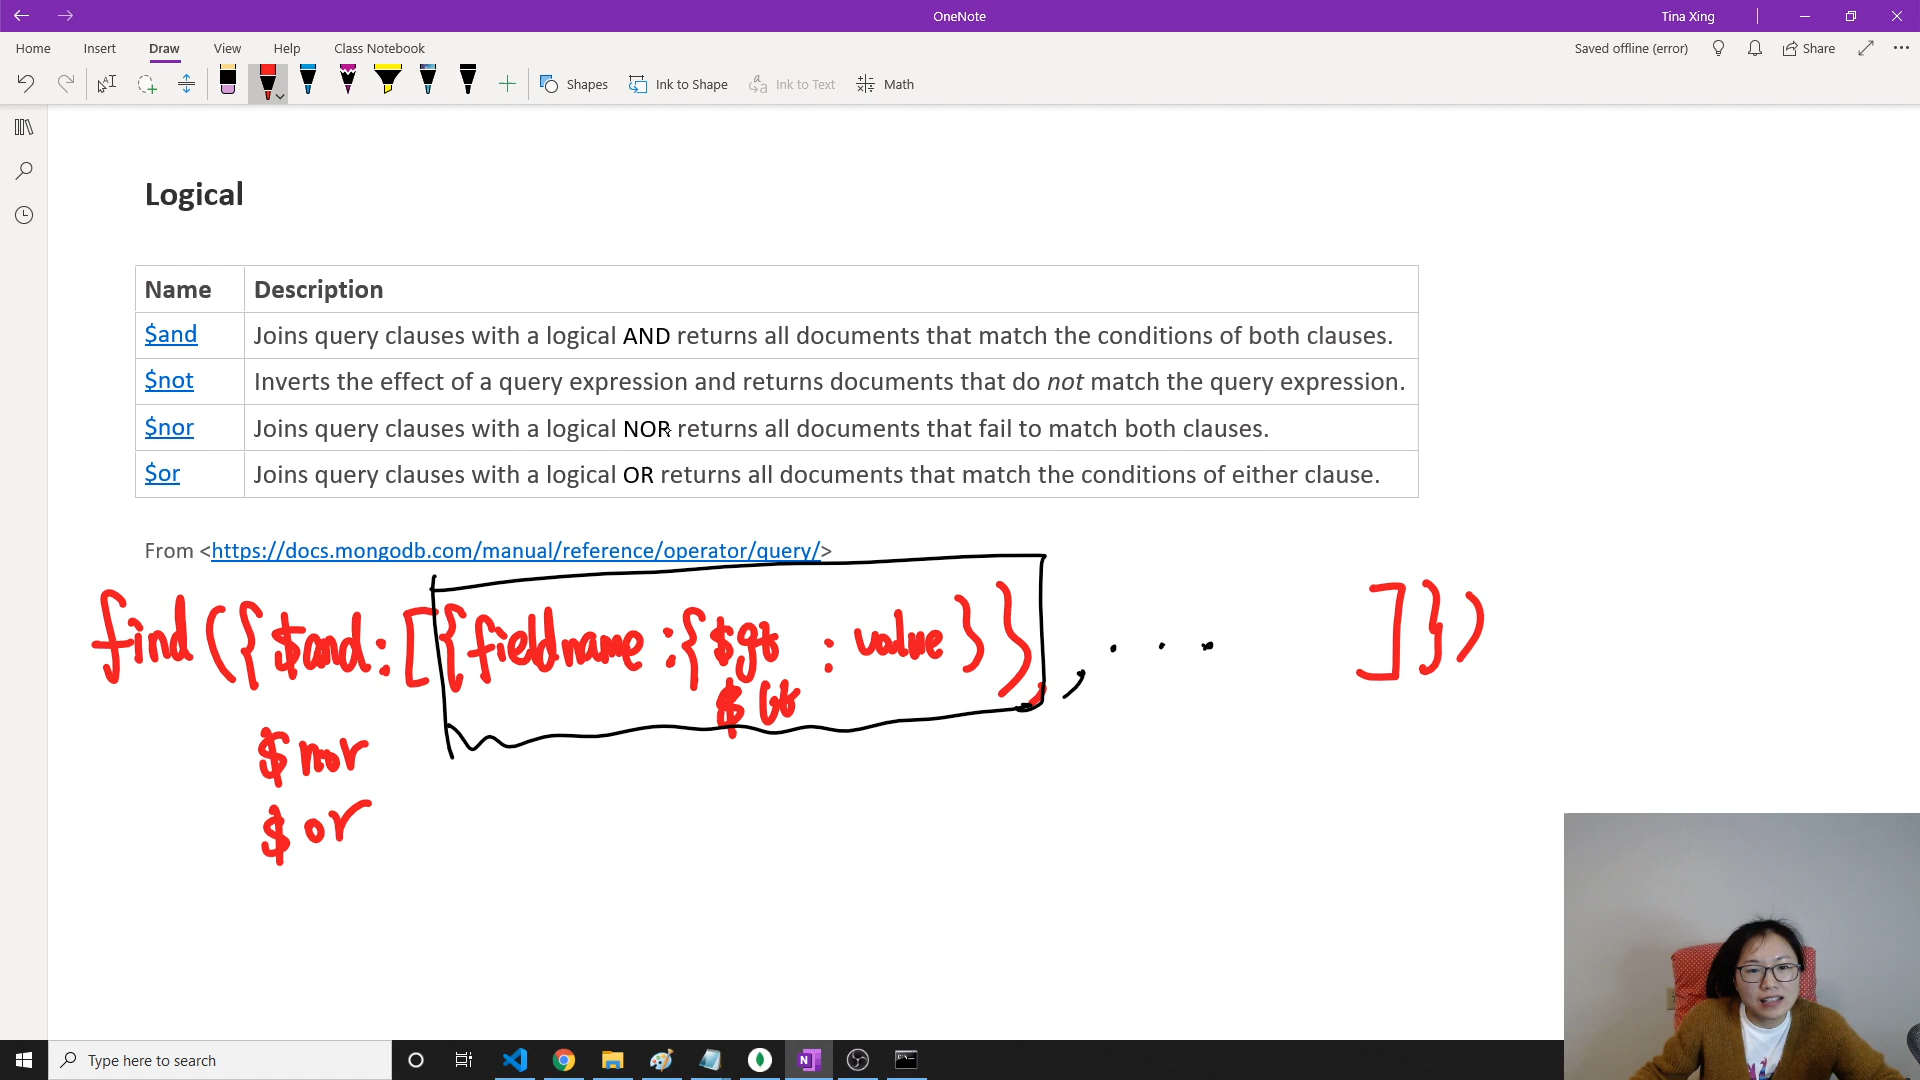 OneNote
Tina Xing
Home Insert Draw View Help Class Notebook
Saved offline (error) Share
Shapes Ink to Shape Ink to Text Math
Logical
Name Description
$and Joins query clauses with a logical AND returns all documents that match the conditions of both clauses.
$not Inverts the effect of a query expression and returns documents that do not match the query expression.
$nor Joins query clauses with a logical NOR returns all documents that fail to match both clauses.
$or Joins query clauses with a logical OR returns all documents that match the conditions of either clause.
From <https://docs.mongodb.com/manual/reference/operator/query/>
find({$and:[{fieldname:{$gt : value}}, ... ]})
$lt
$nor
$or
Type here to search